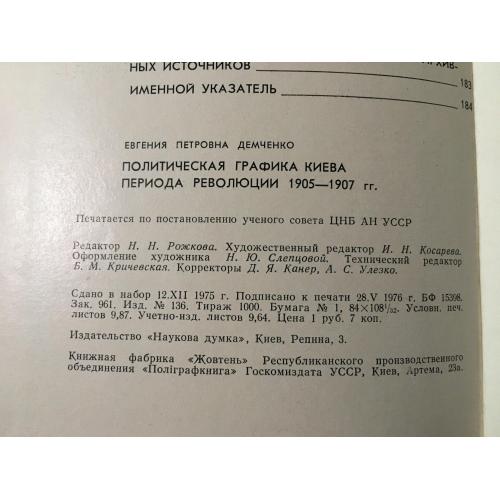 АРХИВ-
НЫХ ИСТОЧНИКОВ 183
ИМЕННОЙ УКАЗАТЕЛЬ 184
ЕВГЕНИЯ ПЕТРОВНА ДЕМЧЕНКО
ПОЛИТИЧЕСКАЯ ГРАФИКА КИЕВА
ПЕРИОДА РЕВОЛЮЦИИ 1905—1907 гг.
Печатается по постановлению ученого совета ЦНБ АН УССР
Редактор Н. Н. Рожкова. Художественный редактор И. Н. Косарева.
Оформление художника Н. Ю. Слепцовой. Технический редактор
Б. М. Кричевская. Корректоры Д. Я. Канер, А. С. Улезко.
Сдано в набор 12.XII 1975 г. Подписано к печати 28.V 1976 г. БФ 15398.
Зак. 961. Изд. № 136. Тираж 1000. Бумага № 1, 84×108¹/₃₂. Условн. печ.
листов 9,87. Учетно-изд. листов 9,64. Цена 1 руб. 7 коп.
Издательство «Наукова думка», Киев, Репина, 3.
Книжная фабрика «Жовтень» Республиканского производственного
объединения «Поліграфкнига» Госкомиздата УССР, Киев, Артема, 23а.